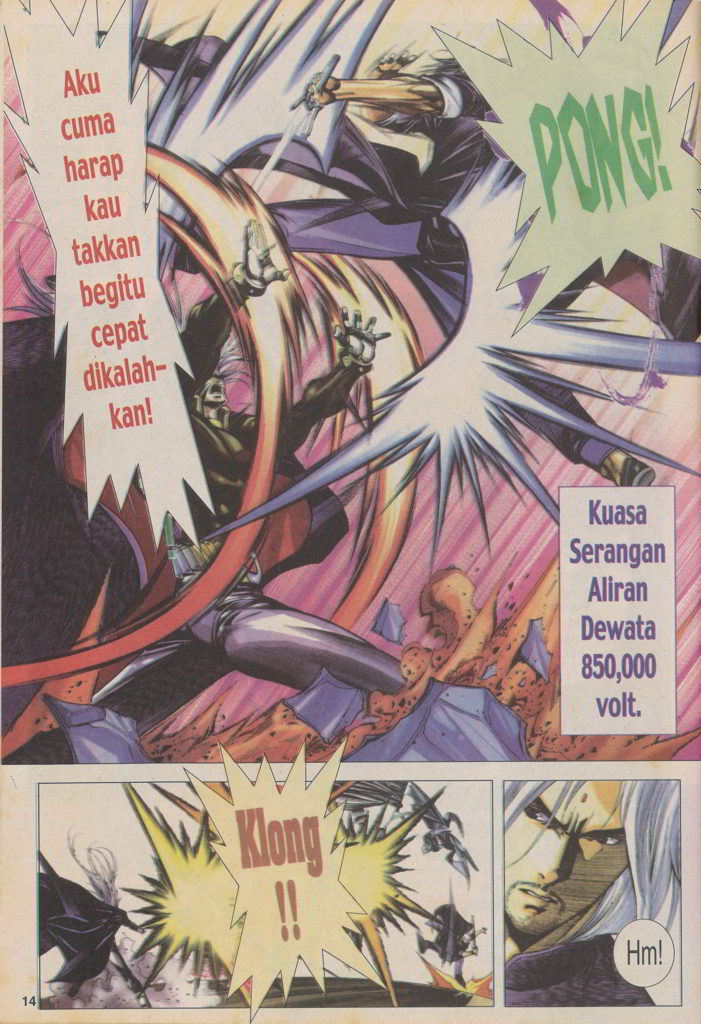 Aku
cuma
harap
kau
takkan
begitu
cepat
dikalah-
kan!
PONG!
Kuasa
Serangan
Aliran
Dewata
850,000
volt.
Klong
!!
Hm!
14